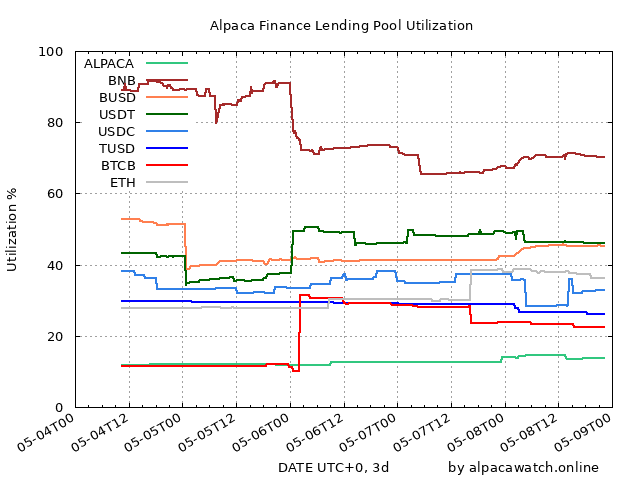 Alpaca Finance Lending Pool Utilization
100
80
60
40
20
0
Utilization %
ALPACA
BNB
BUSD
USDT
USDC
TUSD
BTCB
ETH
05-04T00
05-04T12
05-05T00
05-05T12
05-06T00
05-06T12
05-07T00
05-07T12
05-08T00
05-08T12
05-09T00
DATE UTC+0, 3d
by alpacawatch.online